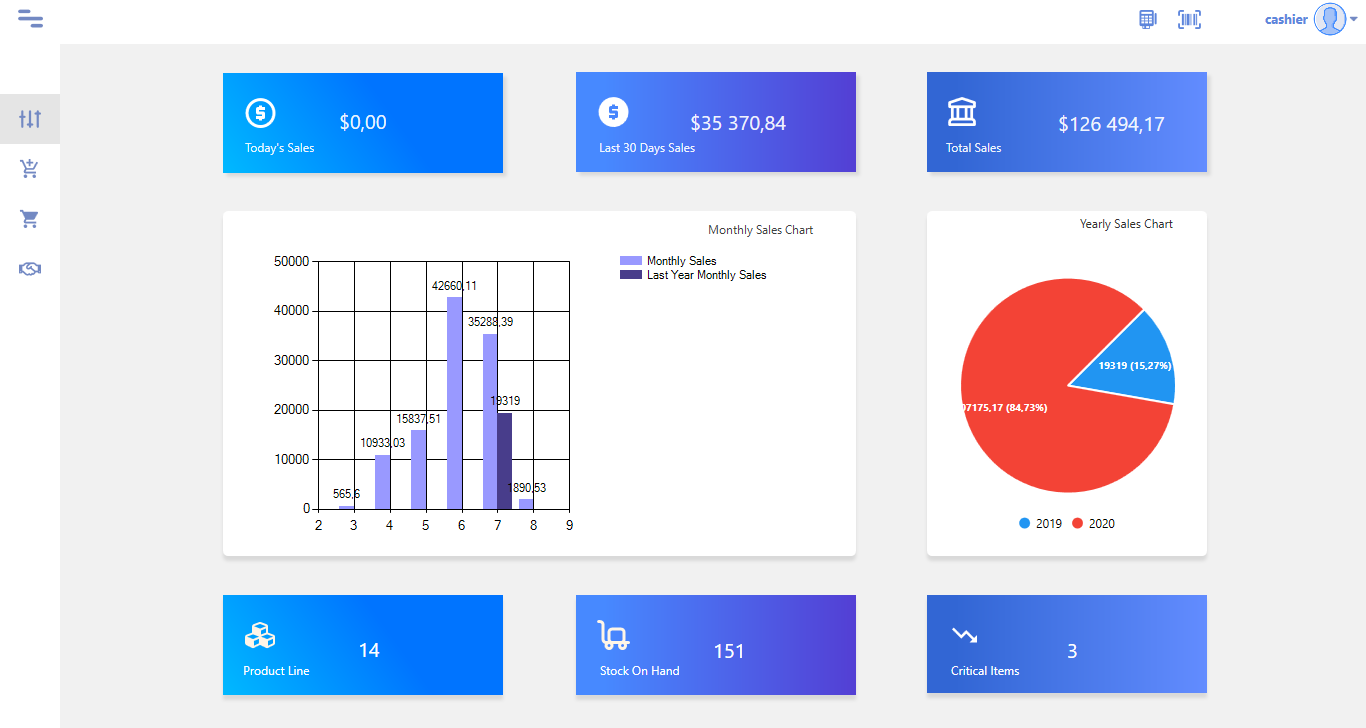 cashier
$0,00
Today's Sales
$35 370,84
Last 30 Days Sales
$126 494,17
Total Sales
Monthly Sales Chart
Monthly Sales
Last Year Monthly Sales
50000
40000
30000
20000
10000
0
42660,11
35288,39
19319
15837,51
10933,03
565,6
1890,53
2 3 4 5 6 7 8 9
Yearly Sales Chart
19319 (15,27%)
7175,17 (84,73%)
2019 2020
14
Product Line
151
Stock On Hand
3
Critical Items